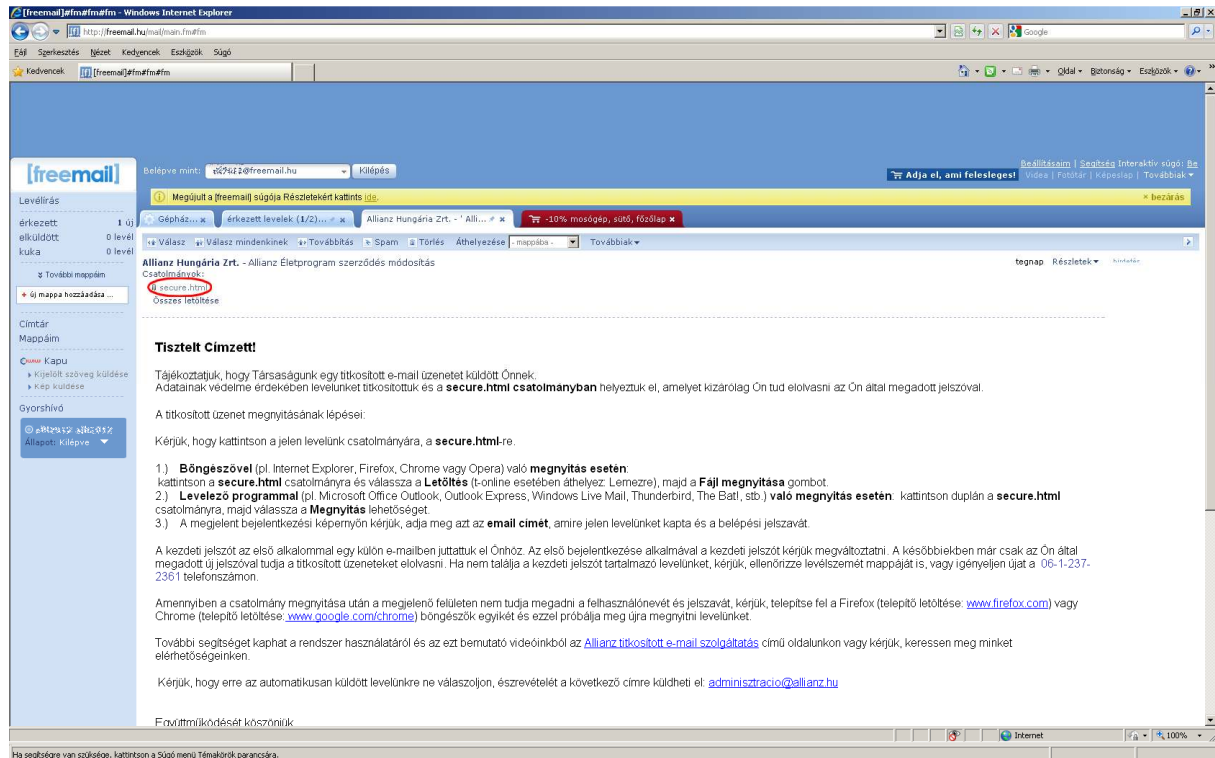 [freemail]#fm#fm#fm - Windows Internet Explorer
http://freemail.hu/mail/main.fm#fm
Google
Fájl Szerkesztés Nézet Kedvencek Eszközök Súgó
Kedvencek [freemail]#fm#fm#fm
Oldal Biztonság Eszközök
Beállításaim | Segítség Interaktív súgó: Be
[freemail] Belépve mint: @freemail.hu Kilépés
Adja el, ami felesleges! Videa | Fotótár | Képeslap | Továbbiak
Levélírás
Megújult a [freemail] súgója Részletekért kattints ide. × bezárás
érkezett 1 új
elküldött 0 levél
kuka 0 levél
További mappáim
+ új mappa hozzáadása ...
Címtár
Mappáim
Kapu
Kijelölt szöveg küldése
Kép küldése
Gyorshívó
Állapot: Kilépve
Gépház... x érkezett levelek (1/2)... x Allianz Hungária Zrt. - ' Alli... x -10% mosógép, sütő, főzőlap x
Válasz Válasz mindenkinek Továbbítás Spam Törlés Áthelyezése - mappába - Továbbiak
Allianz Hungária Zrt. - Allianz Életprogram szerződés módosítás tegnap Részletek
Csatolmányok:
secure.html
Összes letöltése
Tisztelt Címzett!
Tájékoztatjuk, hogy Társaságunk egy titkosított e-mail üzenetet küldött Önnek.
Adatainak védelme érdekében levelünket titkosítottuk és a secure.html csatolmányban helyeztuk el, amelyet kizárólag Ön tud elolvasni az Ön által megadott jelszóval.
A titkosított üzenet megnyitásának lépései:
Kérjük, hogy kattintson a jelen levelünk csatolmányára, a secure.html-re.
1.) Böngészővel (pl. Internet Explorer, Firefox, Chrome vagy Opera) való megnyitás esetén:
kattintson a secure.html csatolmányra és válassza a Letöltés (t-online esetében áthelyez: Lemezre), majd a Fájl megnyitása gombot.
2.) Levelező programmal (pl. Microsoft Office Outlook, Outlook Express, Windows Live Mail, Thunderbird, The Bat!, stb.) való megnyitás esetén: kattintson duplán a secure.html
csatolmányra, majd válassza a Megnyitás lehetőséget.
3.) A megjelent bejelentkezési képernyőn kérjük, adja meg azt az email címét, amire jelen levelünket kapta és a belépési jelszavát.
A kezdeti jelszót az első alkalommal egy külön e-mailben juttattuk el Önhöz. Az első bejelentkezése alkalmával a kezdeti jelszót kérjük megváltoztatni. A későbbiekben már csak az Ön által
megadott új jelszóval tudja a titkosított üzeneteket elolvasni. Ha nem találja a kezdeti jelszót tartalmazó levelünket, kérjük, ellenőrizze levélszemét mappáját is, vagy igényeljen újat a 06-1-237-
2361 telefonszámon.
Amennyiben a csatolmány megnyitása után a megjelenő felületen nem tudja megadni a felhasználónevét és jelszavát, kérjük, telepítse fel a Firefox (telepítő letöltése: www.firefox.com) vagy
Chrome (telepítő letöltése: www.google.com/chrome) böngészők egyikét és ezzel próbálja meg újra megnyitni levelünket.
További segítséget kaphat a rendszer használatáról és az ezt bemutató videóinkból az Allianz titkosított e-mail szolgáltatás című oldalunkon vagy kérjük, keressen meg minket
elérhetőségeinken.
Kérjük, hogy erre az automatikusan küldött levelünkre ne válaszoljon, észrevételét a következő címre küldheti el: adminisztracio@allianz.hu
Együttműködését köszönjük
Internet 100%
Ha segítségre van szüksége, kattintson a Súgó menü Témakörök parancsára.